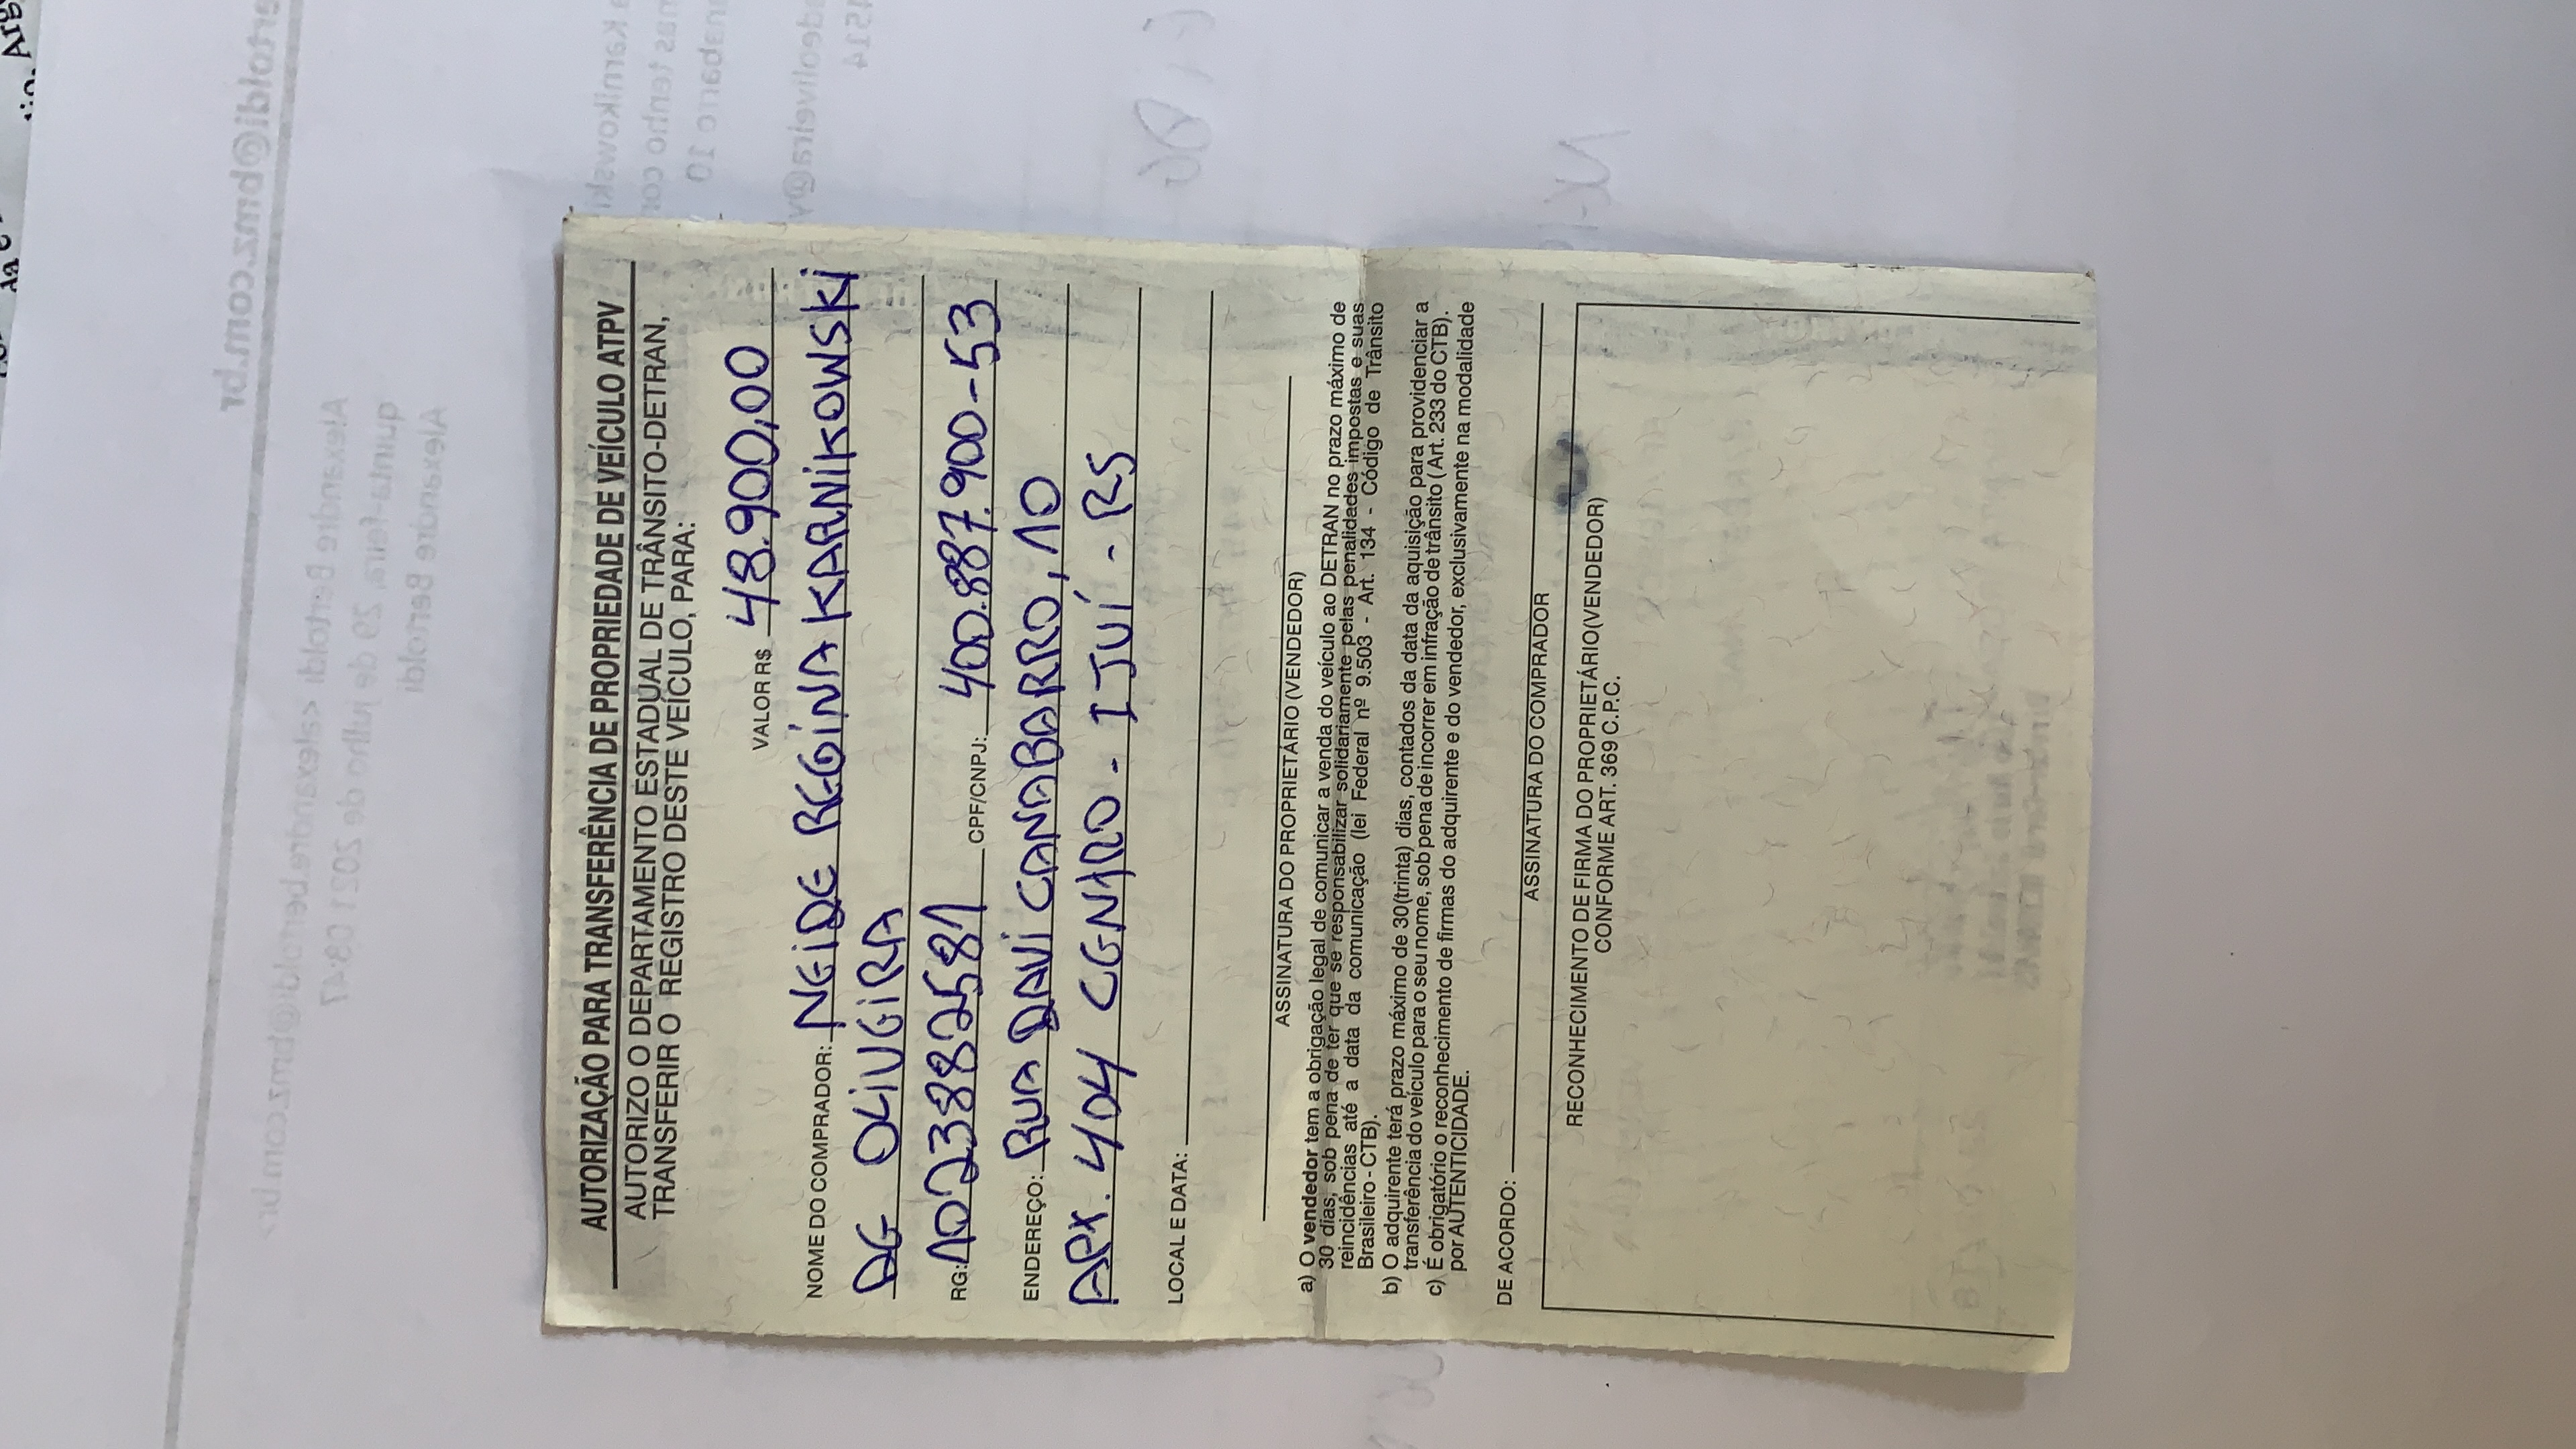 AUTORIZAÇÃO PARA TRANSFERÊNCIA DE PROPRIEDADE DE VEÍCULO ATPV
AUTORIZO O DEPARTAMENTO ESTADUAL DE TRÂNSITO-DETRAN,
TRANSFERIR O REGISTRO DESTE VEÍCULO, PARA:
VALOR R$ 48.900,00
NOME DO COMPRADOR: NEIDE REGINA KARNIKOWSKI
DE OLIVEIRA
RG: 1023882581 CPF/CNPJ: 400.887.900-53
ENDEREÇO: RUA DAVI CANABARRO, 10
APX. 404 CENTRO - IJUÍ - RS
LOCAL E DATA:
ASSINATURA DO PROPRIETÁRIO (VENDEDOR)
a) O vendedor tem a obrigação legal de comunicar a venda do veículo ao DETRAN no prazo máximo de
30 dias, sob pena de ter que se responsabilizar solidariamente pelas penalidades impostas e suas
reincidências até a data da comunicação (lei Federal nº 9.503 - Art. 134 - Código de Trânsito
Brasileiro - CTB).
b) O adquirente terá prazo máximo de 30(trinta) dias, contados da data da aquisição para providenciar a
transferência do veículo para o seu nome, sob pena de incorrer em infração de trânsito (Art. 233 do CTB).
c) É obrigatório o reconhecimento de firmas do adquirente e do vendedor, exclusivamente na modalidade
por AUTENTICIDADE.
DE ACORDO:
ASSINATURA DO COMPRADOR
RECONHECIMENTO DE FIRMA DO PROPRIETÁRIO(VENDEDOR)
CONFORME ART. 369 C.P.C.